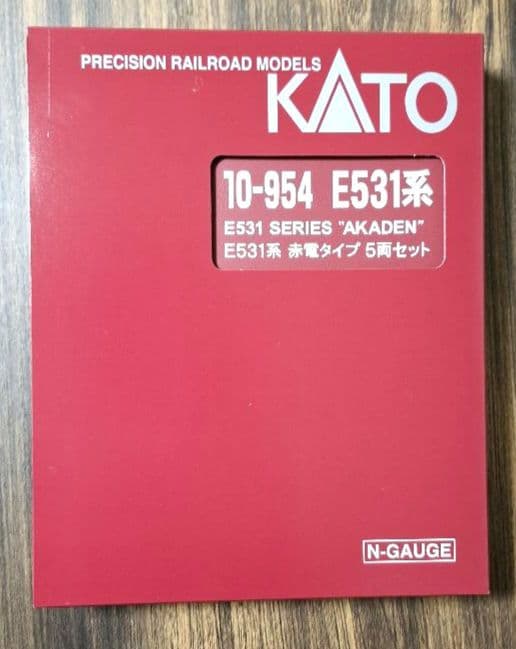 PRECISION RAILROAD MODELS
KATO
10-954 E531系
E531 SERIES "AKADEN"
E531系 赤電タイプ 5両セット
N-GAUGE